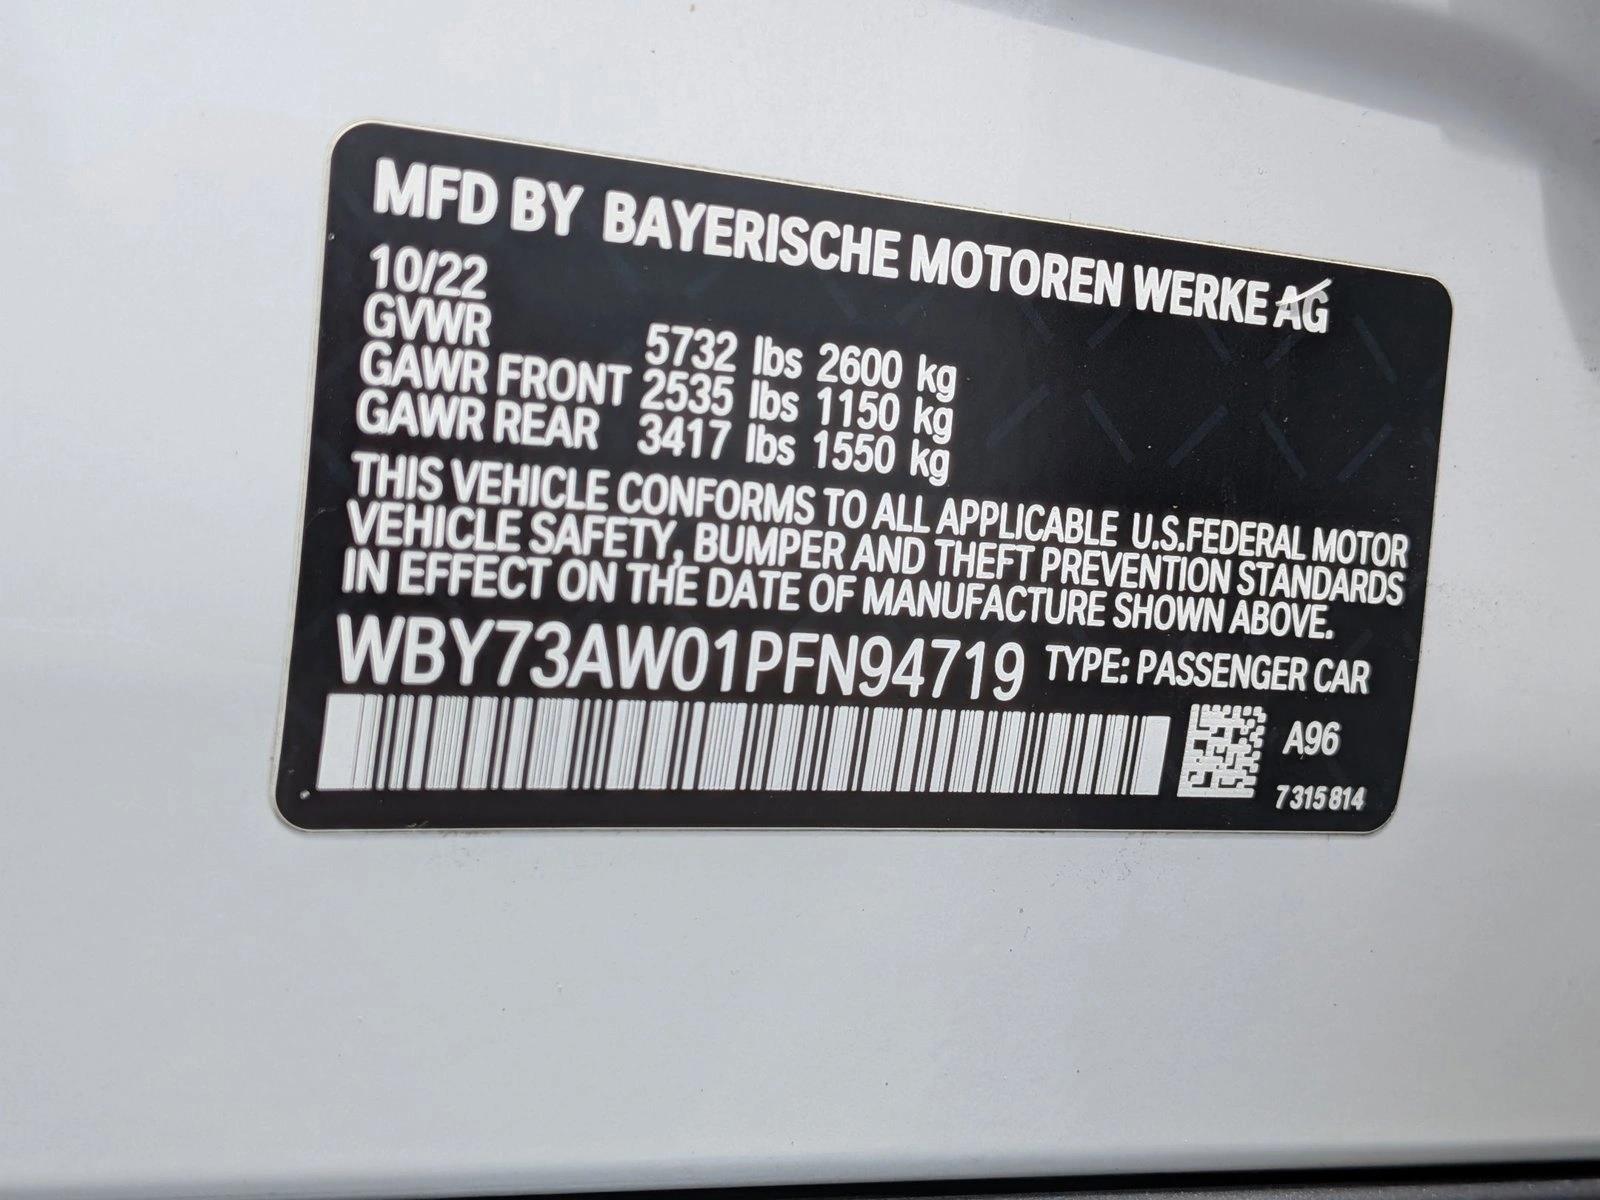 MFD BY BAYERISCHE MOTOREN WERKE AG
10/22
GVWR 5732 lbs 2600 kg
GAWR FRONT 2535 lbs 1150 kg
GAWR REAR 3417 lbs 1550 kg
THIS VEHICLE CONFORMS TO ALL APPLICABLE U.S.FEDERAL MOTOR
VEHICLE SAFETY, BUMPER AND THEFT PREVENTION STANDARDS
IN EFFECT ON THE DATE OF MANUFACTURE SHOWN ABOVE.
WBY73AW01PFN94719 TYPE: PASSENGER CAR
A96
7315814